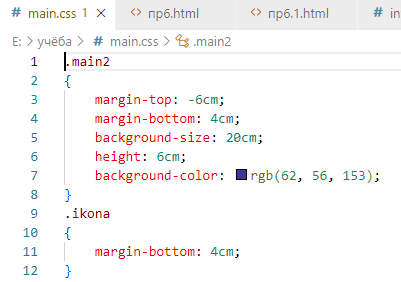 # main.css 1 × <> пр6.html <> пр6.1.html # in
E: > учёба > # main.css > .main2
1 .main2
2 {
3 margin-top: -6cm;
4 margin-bottom: 4cm;
5 background-size: 20cm;
6 height: 6cm;
7 background-color: rgb(62, 56, 153);
8 }
9 .ikona
10 {
11 margin-bottom: 4cm;
12 }